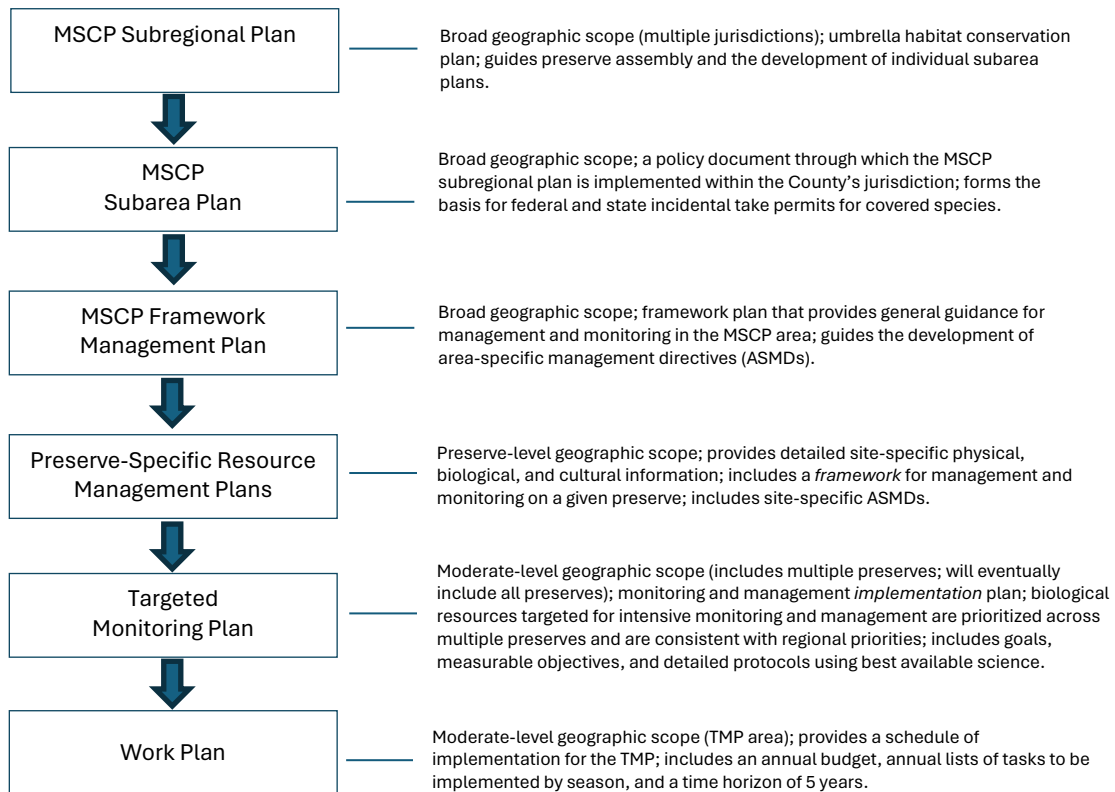 MSCP Subregional Plan
Broad geographic scope (multiple jurisdictions); umbrella habitat conservation
plan; guides preserve assembly and the development of individual subarea
plans.
MSCP
Subarea Plan
Broad geographic scope; a policy document through which the MSCP
subregional plan is implemented within the County’s jurisdiction; forms the
basis for federal and state incidental take permits for covered species.
MSCP Framework
Management Plan
Broad geographic scope; framework plan that provides general guidance for
management and monitoring in the MSCP area; guides the development of
area-specific management directives (ASMDs).
Preserve-Specific Resource
Management Plans
Preserve-level geographic scope; provides detailed site-specific physical,
biological, and cultural information; includes a framework for management and
monitoring on a given preserve; includes site-specific ASMDs.
Targeted
Monitoring Plan
Moderate-level geographic scope (includes multiple preserves; will eventually
include all preserves); monitoring and management implementation plan; biological
resources targeted for intensive monitoring and management are prioritized across
multiple preserves and are consistent with regional priorities; includes goals,
measurable objectives, and detailed protocols using best available science.
Work Plan
Moderate-level geographic scope (TMP area); provides a schedule of
implementation for the TMP; includes an annual budget, annual lists of tasks to be
implemented by season, and a time horizon of 5 years.